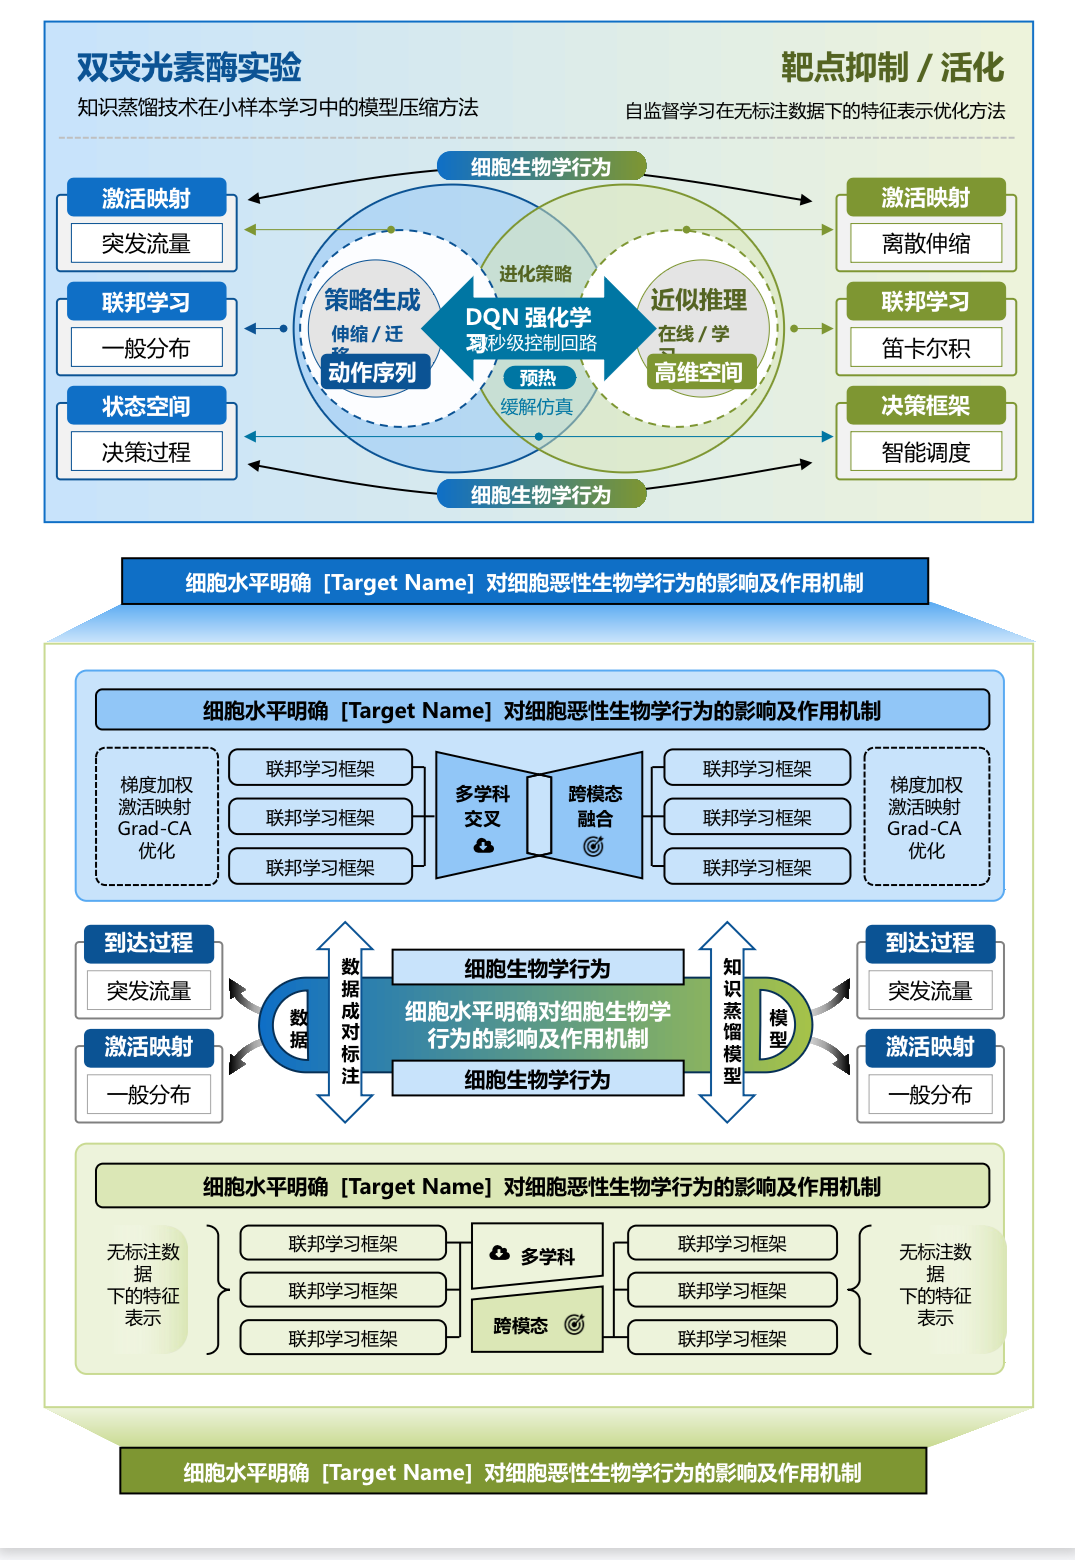 双荧光素酶实验
知识蒸馏技术在小样本学习中的模型压缩方法
靶点抑制 / 活化
自监督学习在无标注数据下的特征表示优化方法
细胞生物学行为
激活映射
突发流量
联邦学习
一般分布
状态空间
决策过程
策略生成
伸缩 / 迁
移
动作序列
进化策略
DQN 强化学
习
微秒级控制回路
预热
缓解仿真
近似推理
在线 / 学
习
高维空间
激活映射
离散伸缩
联邦学习
笛卡尔积
决策框架
智能调度
细胞生物学行为
细胞水平明确 [Target Name] 对细胞恶性生物学行为的影响及作用机制
细胞水平明确 [Target Name] 对细胞恶性生物学行为的影响及作用机制
梯度加权
激活映射
Grad-CA
优化
联邦学习框架
联邦学习框架
联邦学习框架
多学科
交叉
跨模态
融合
联邦学习框架
联邦学习框架
联邦学习框架
梯度加权
激活映射
Grad-CA
优化
到达过程
突发流量
激活映射
一般分布
数
据
数
据
成
对
标
注
细胞生物学行为
细胞水平明确对细胞生物学
行为的影响及作用机制
细胞生物学行为
知
识
蒸
馏
模
型
模
型
到达过程
突发流量
激活映射
一般分布
细胞水平明确 [Target Name] 对细胞恶性生物学行为的影响及作用机制
无标注数
据
下的特征
表示
联邦学习框架
联邦学习框架
联邦学习框架
多学科
跨模态
联邦学习框架
联邦学习框架
联邦学习框架
无标注数
据
下的特征
表示
细胞水平明确 [Target Name] 对细胞恶性生物学行为的影响及作用机制